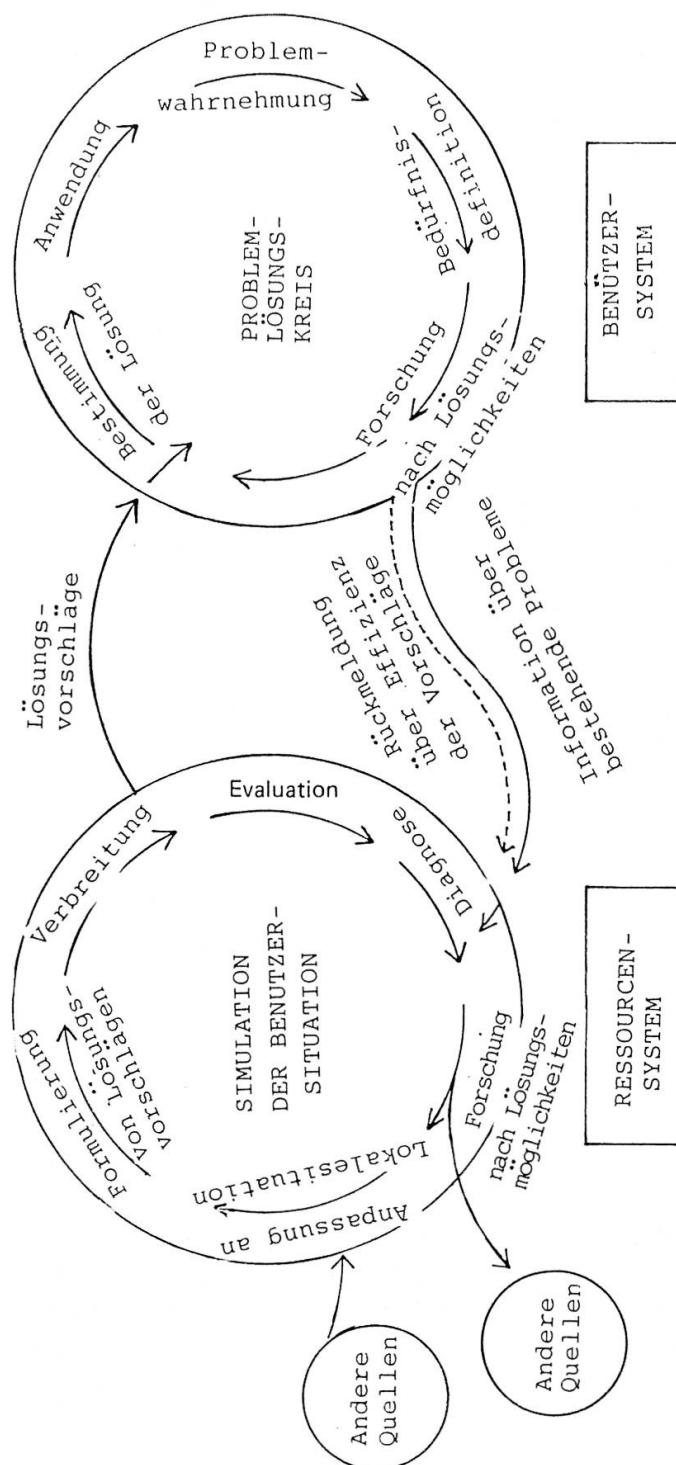 Problem-
wahrnehmung
Bedürfnis-
definition
Forschung
nach Lösungs-
möglichkeiten
Bestimmung
der Lösung
Anwendung
PROBLEM-
LÖSUNGS-
KREIS
BENÜTZER-
SYSTEM
Lösungs-
vorschläge
Rückmeldung
über Effizienz
der Vorschläge
Information über
bestehende Probleme
Evaluation
Diagnose
Forschung
nach Lösungs-
möglichkeiten
Anpassung an
Lokalesituation
Formulierung
von Lösungs-
vorschlagen
Verbreitung
SIMULATION
DER BENUTZER-
SITUATION
RESSOURCEN-
SYSTEM
Andere
Quellen
Andere
Quellen